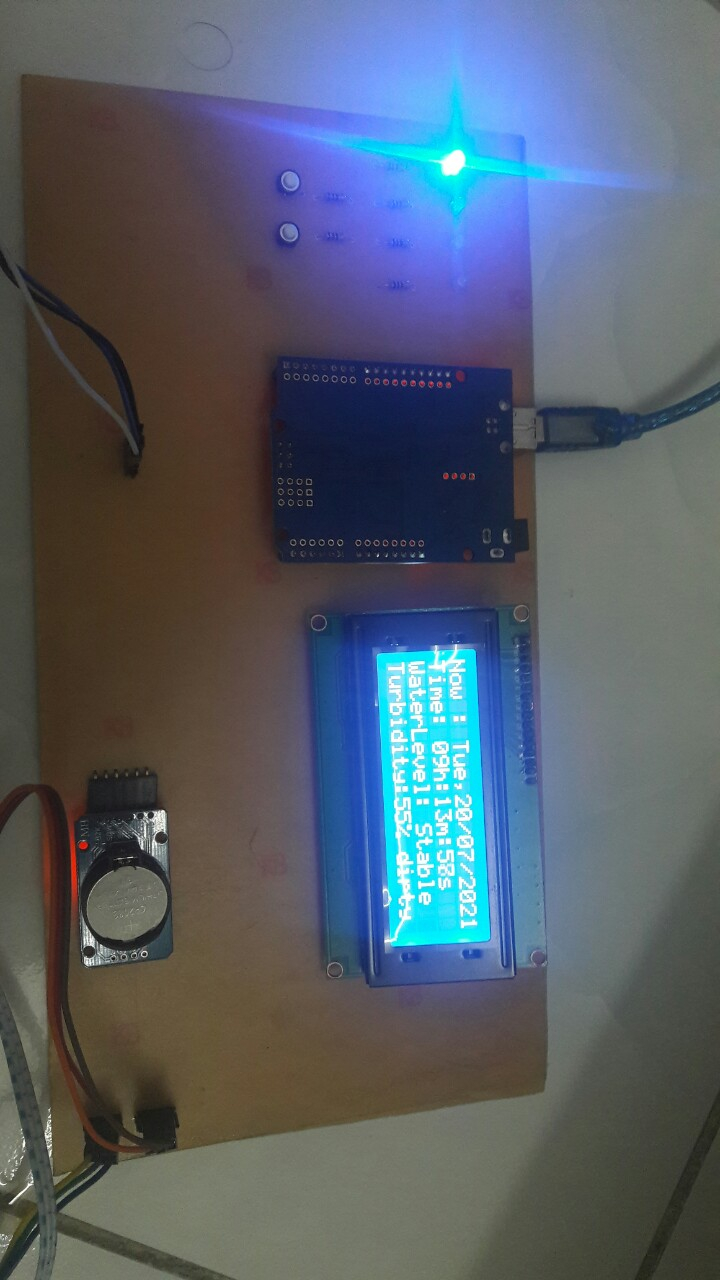 Now : Tue,20/07/2021
Time: 09h:13m:58s
WaterLevel: Stable
Turbidity:55% dirty